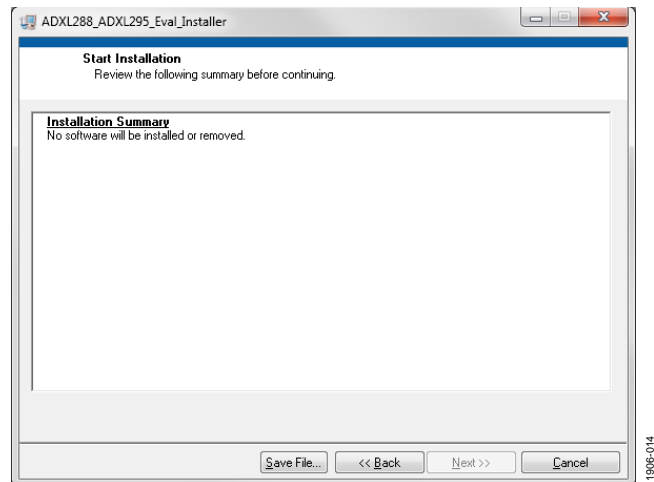 ADXL288_ADXL295_Eval_Installer
Start Installation
Review the following summary before continuing.
Installation Summary
No software will be installed or removed.
Save File... << Back Next >> Cancel
1906-014